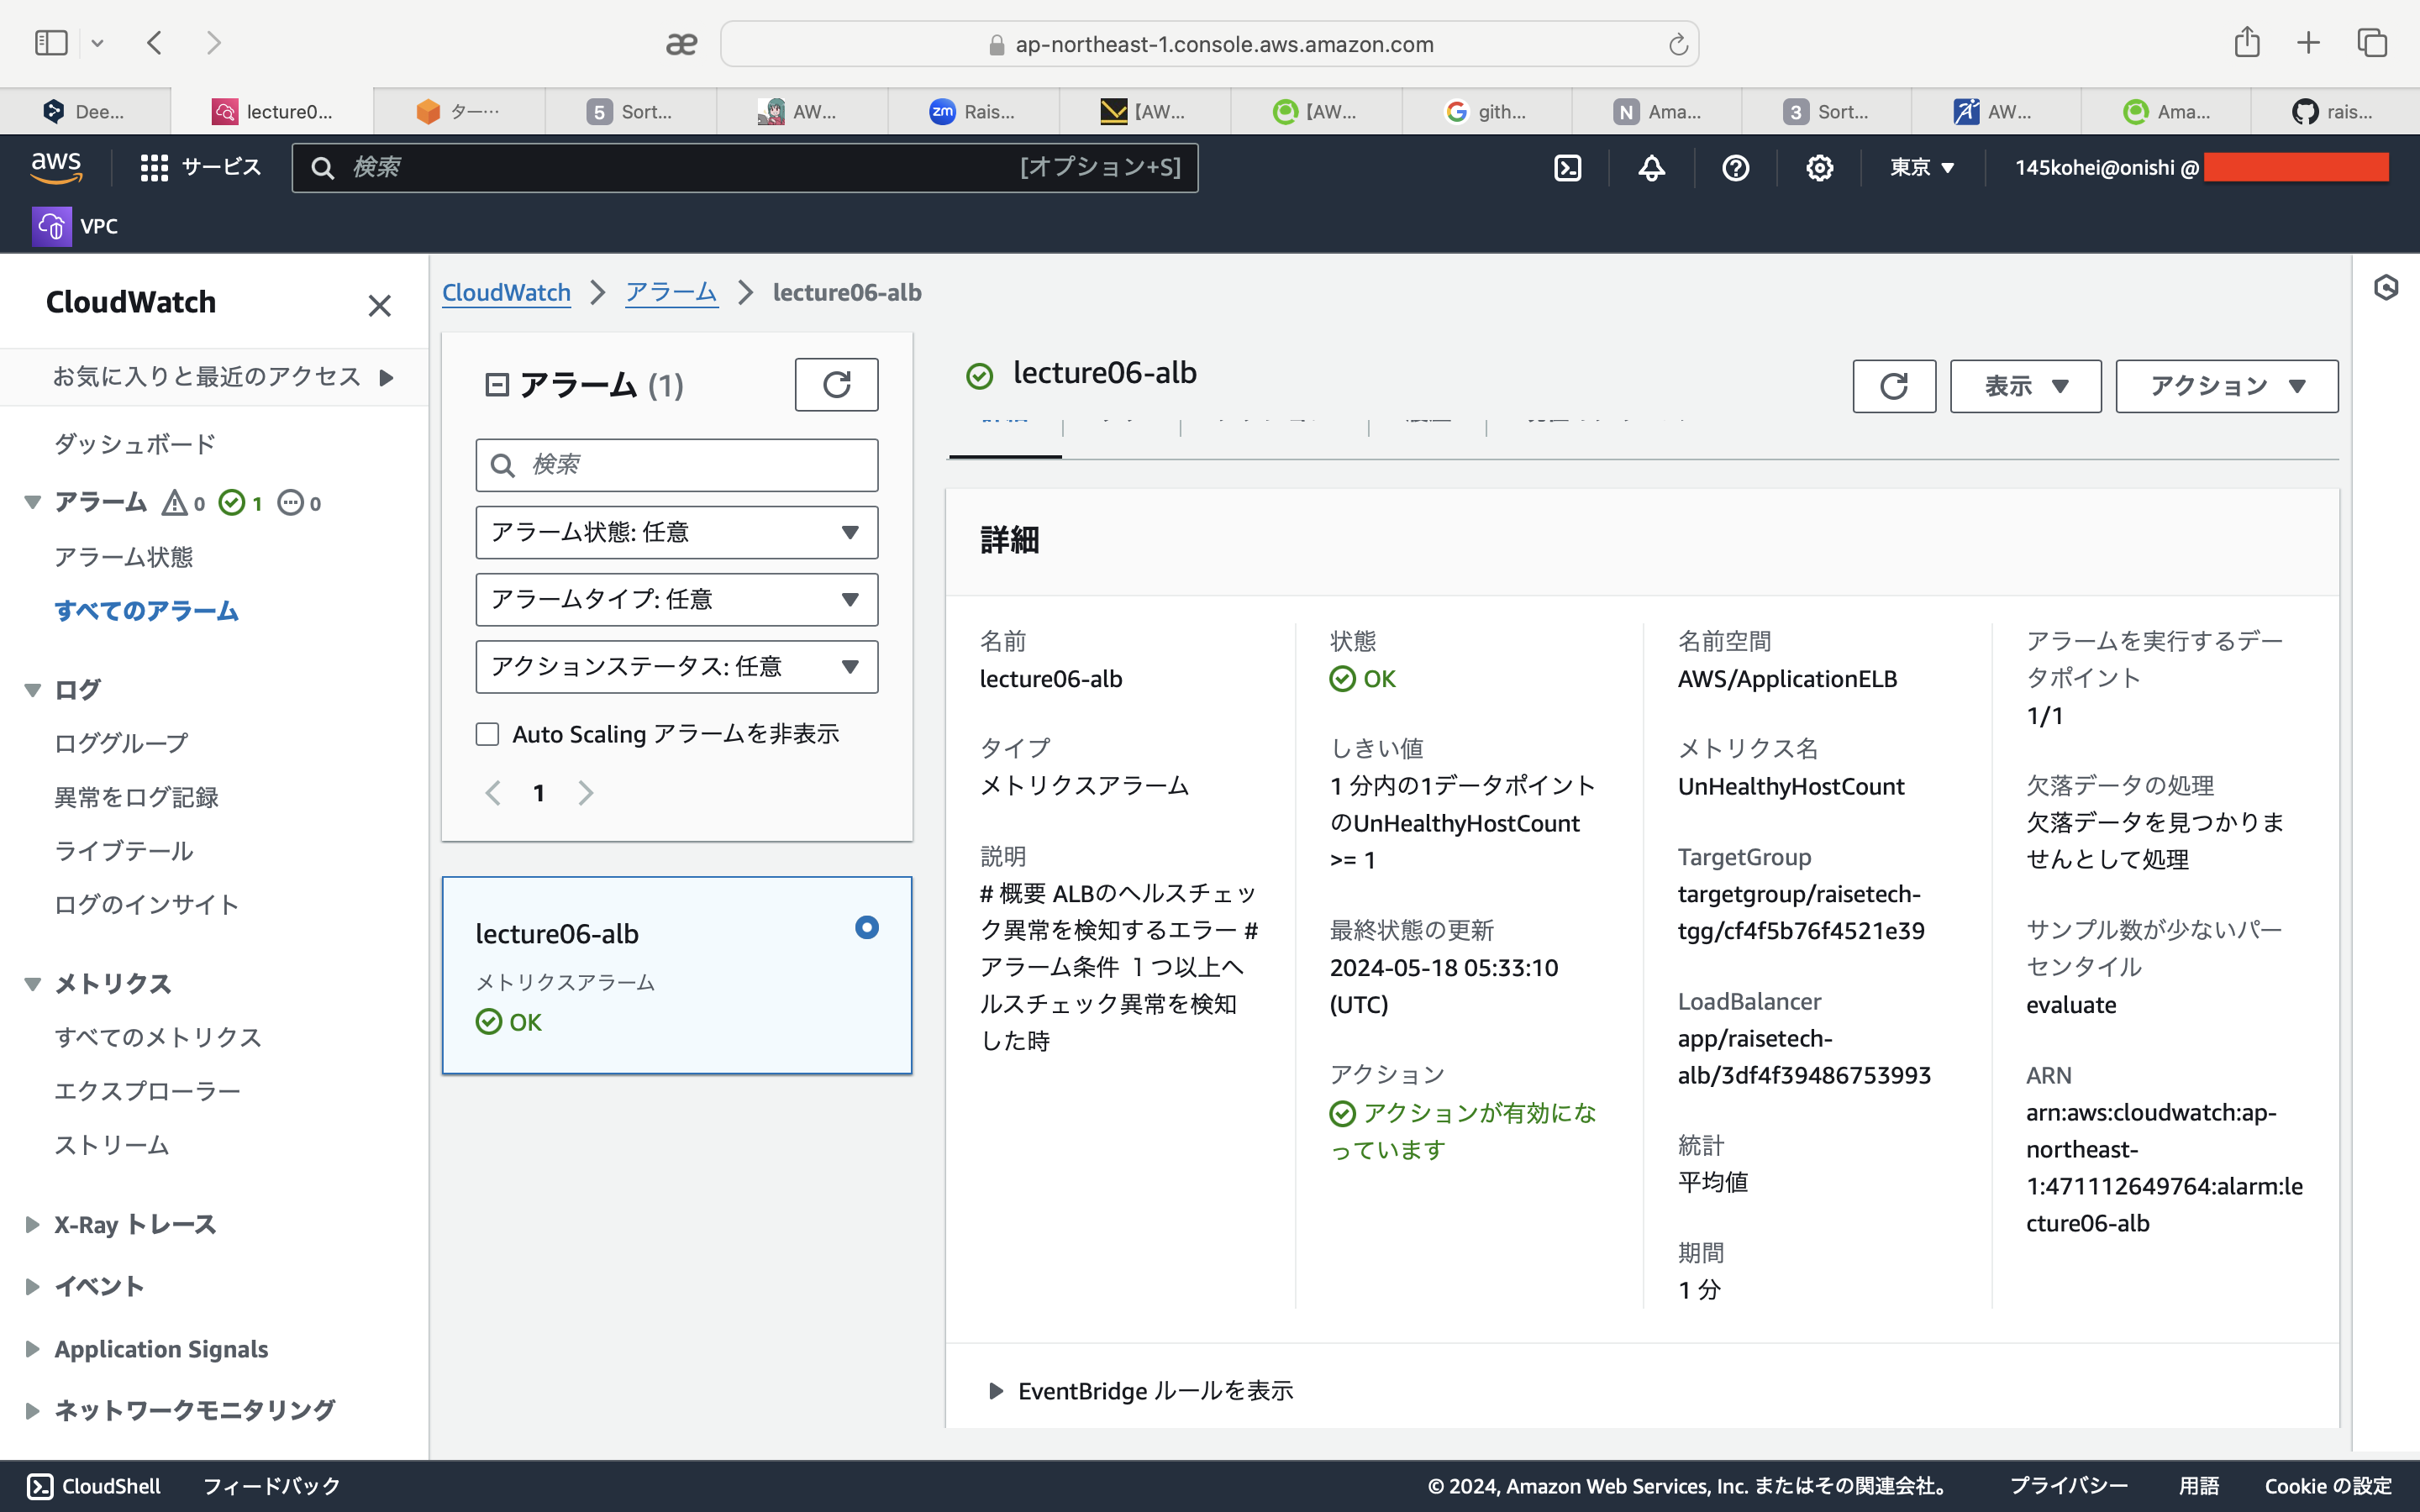 ap-northeast-1.console.aws.amazon.com
Dee...
lecture0...
ター…
5 Sort...
AW...
zm Rais...
【AW...
【AW...
gith...
N Ama...
3 Sort...
AW...
Ama...
rais...
aws
サービス
検索
[オプション+S]
東京
145kohei@onishi @
VPC
CloudWatch
お気に入りと最近のアクセス
ダッシュボード
アラーム 0 1 0
アラーム状態
すべてのアラーム
ログ
ロググループ
異常をログ記録
ライブテール
ログのインサイト
メトリクス
すべてのメトリクス
エクスプローラー
ストリーム
X-Ray トレース
イベント
Application Signals
ネットワークモニタリング
CloudWatch
アラーム
lecture06-alb
アラーム (1)
検索
アラーム状態: 任意
アラームタイプ: 任意
アクションステータス: 任意
Auto Scaling アラームを非表示
1
lecture06-alb
メトリクスアラーム
OK
lecture06-alb
表示
アクション
詳細
名前
lecture06-alb
タイプ
メトリクスアラーム
説明
# 概要 ALBのヘルスチェッ
ク異常を検知するエラー #
アラーム条件 １つ以上ヘ
ルスチェック異常を検知
した時
状態
OK
しきい値
1 分内の1データポイント
のUnHealthyHostCount
>= 1
最終状態の更新
2024-05-18 05:33:10
(UTC)
アクション
アクションが有効にな
っています
名前空間
AWS/ApplicationELB
メトリクス名
UnHealthyHostCount
TargetGroup
targetgroup/raisetech-
tgg/cf4f5b76f4521e39
LoadBalancer
app/raisetech-
alb/3df4f39486753993
統計
平均値
期間
1 分
アラームを実行するデー
タポイント
1/1
欠落データの処理
欠落データを見つかりま
せんとして処理
サンプル数が少ないパー
センタイル
evaluate
ARN
arn:aws:cloudwatch:ap-
northeast-
1:471112649764:alarm:le
cture06-alb
EventBridge ルールを表示
CloudShell
フィードバック
© 2024, Amazon Web Services, Inc. またはその関連会社。
プライバシー
用語
Cookie の設定